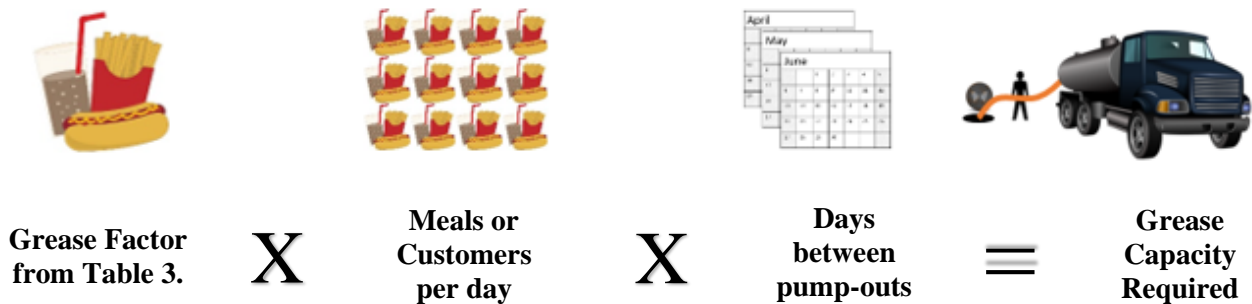 April
May
June
Grease Factor
from Table 3.
X
Meals or
Customers
per day
X
Days
between
pump-outs
=
Grease
Capacity
Required